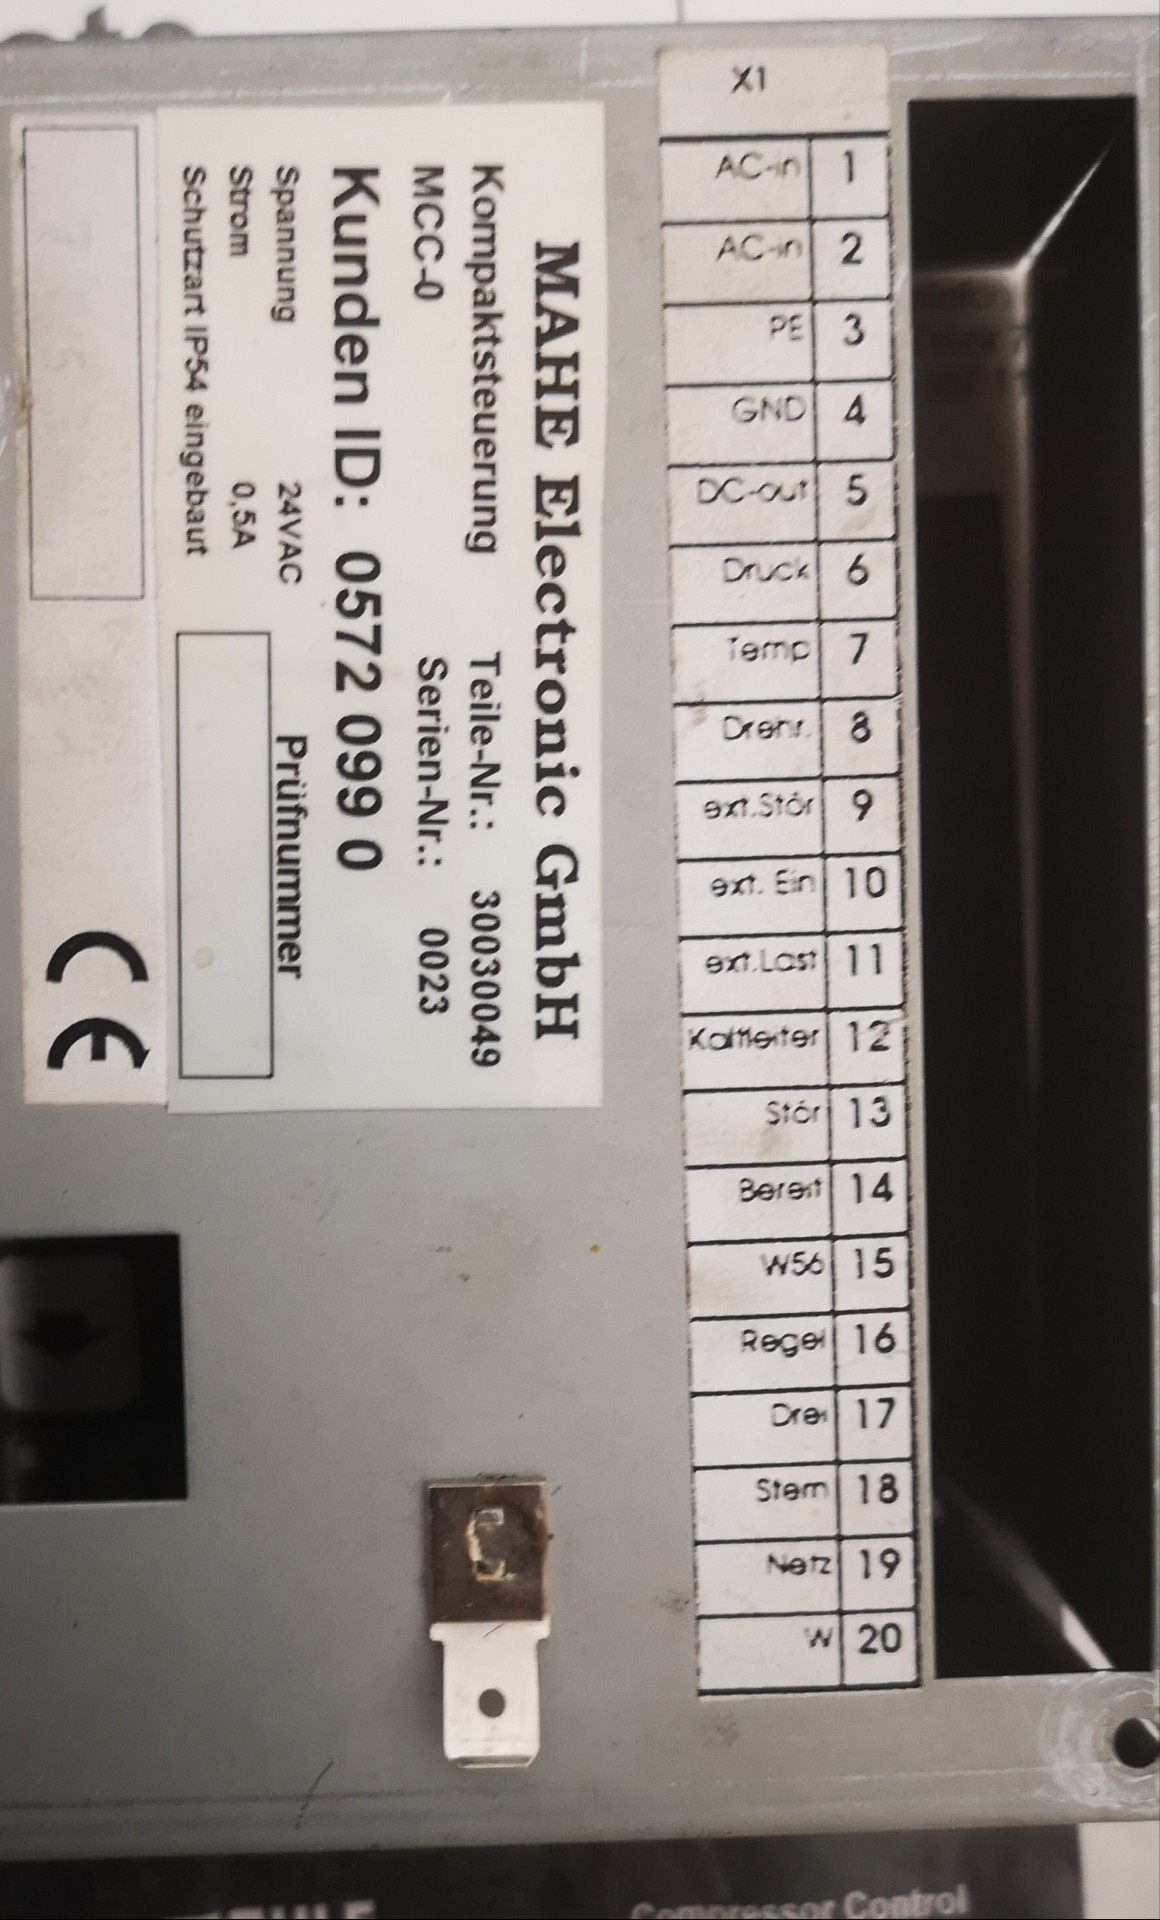 X1
AC-in 1
AC-in 2
PE 3
GND 4
DC-out 5
Druck 6
Temp 7
Drehr. 8
ext.Stör 9
ext. Ein 10
ext.Last 11
Kaltleiter 12
Stör 13
Bereit 14
W56 15
Regel 16
Drei 17
Stern 18
Netz 19
W 20
MAHE Electronic GmbH
Kompaktsteuerung Teile-Nr.: 30030049
MCC-0 Serien-Nr.: 0023
Kunden ID: 0572 099 0
Spannung 24VAC Prüfnummer
Strom 0,5A
Schutzart IP54 eingebaut
CE
Compressor Control